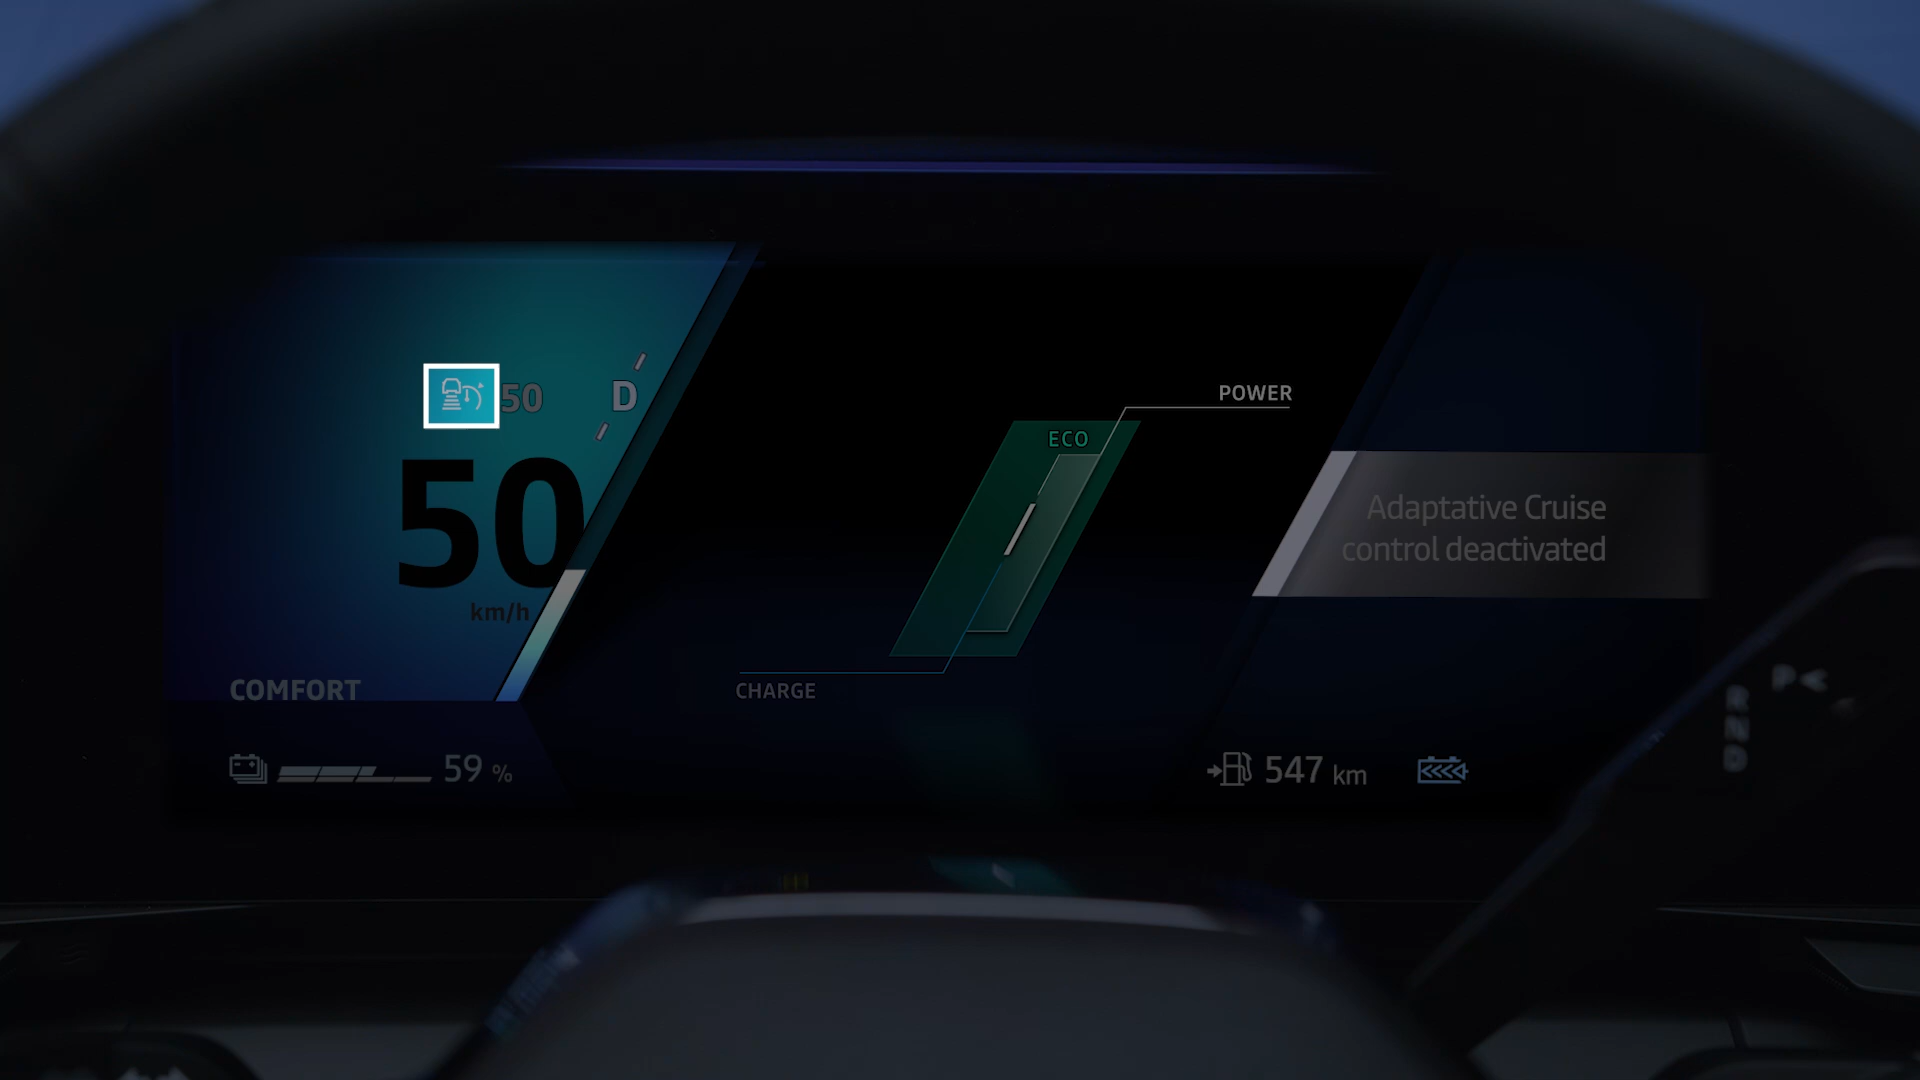 50
D
50
km/h
COMFORT
59 %
POWER
ECO
CHARGE
Adaptative Cruise
control deactivated
547 km
P
R
N
D